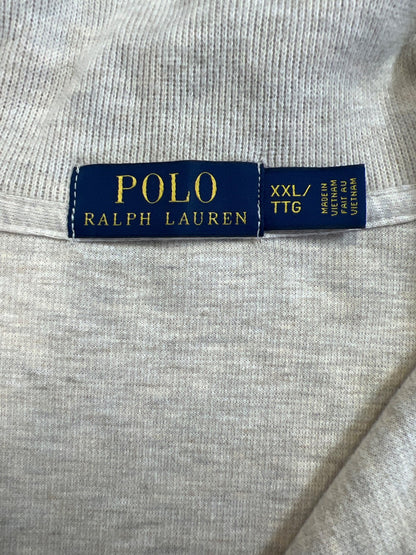 POLO
RALPH LAUREN
XXL/
TTG
MADE IN
VIETNAM
FAIT AU
VIETNAM